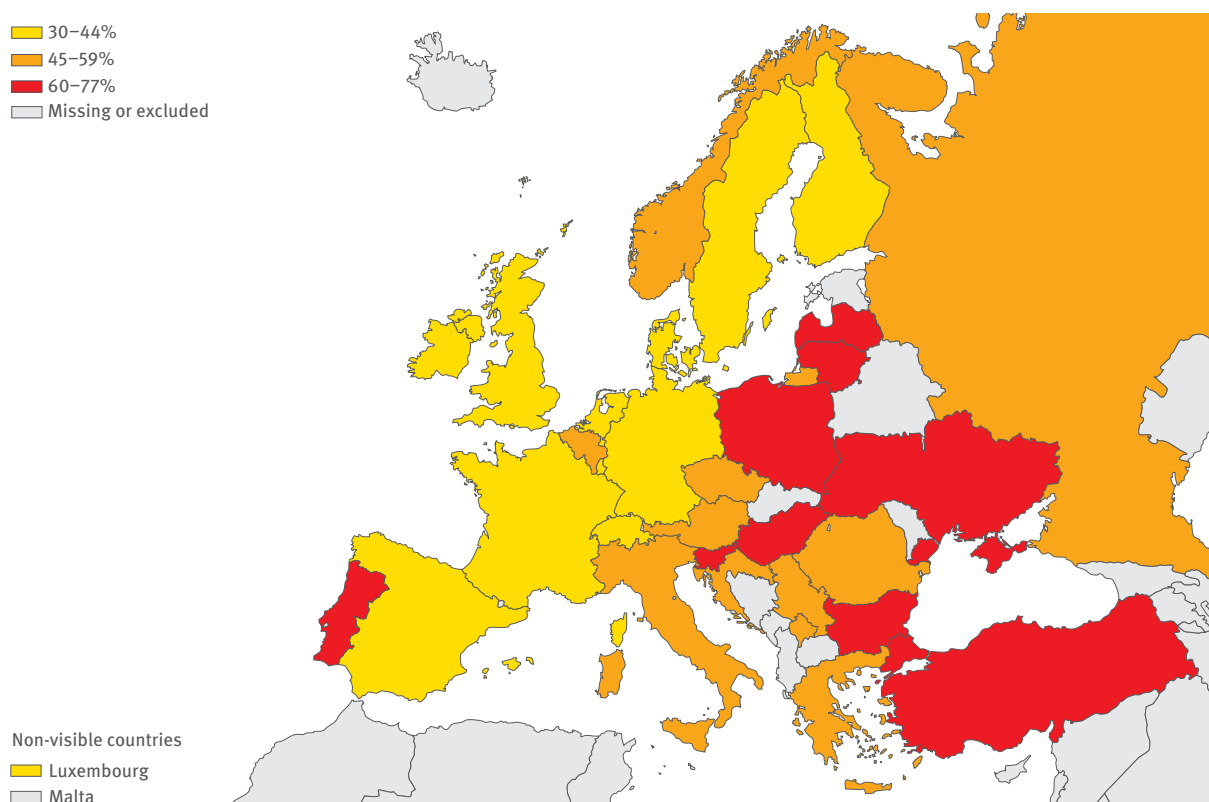 30–44%
45–59%
60–77%
Missing or excluded
Non-visible countries
Luxembourg
Malta